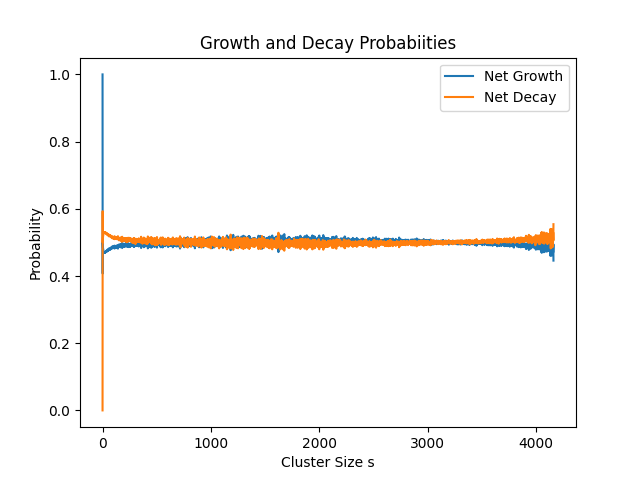 Growth and Decay Probabiities
Net Growth
Net Decay
1.0
0.8
0.6
0.4
0.2
0.0
Probability
0
1000
2000
3000
4000
Cluster Size s